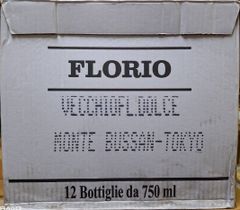 FLORIO
VECCHIOFL.DOLCE
MONTE BUSSAN-TOKYO
12 Bottiglie da 750 ml